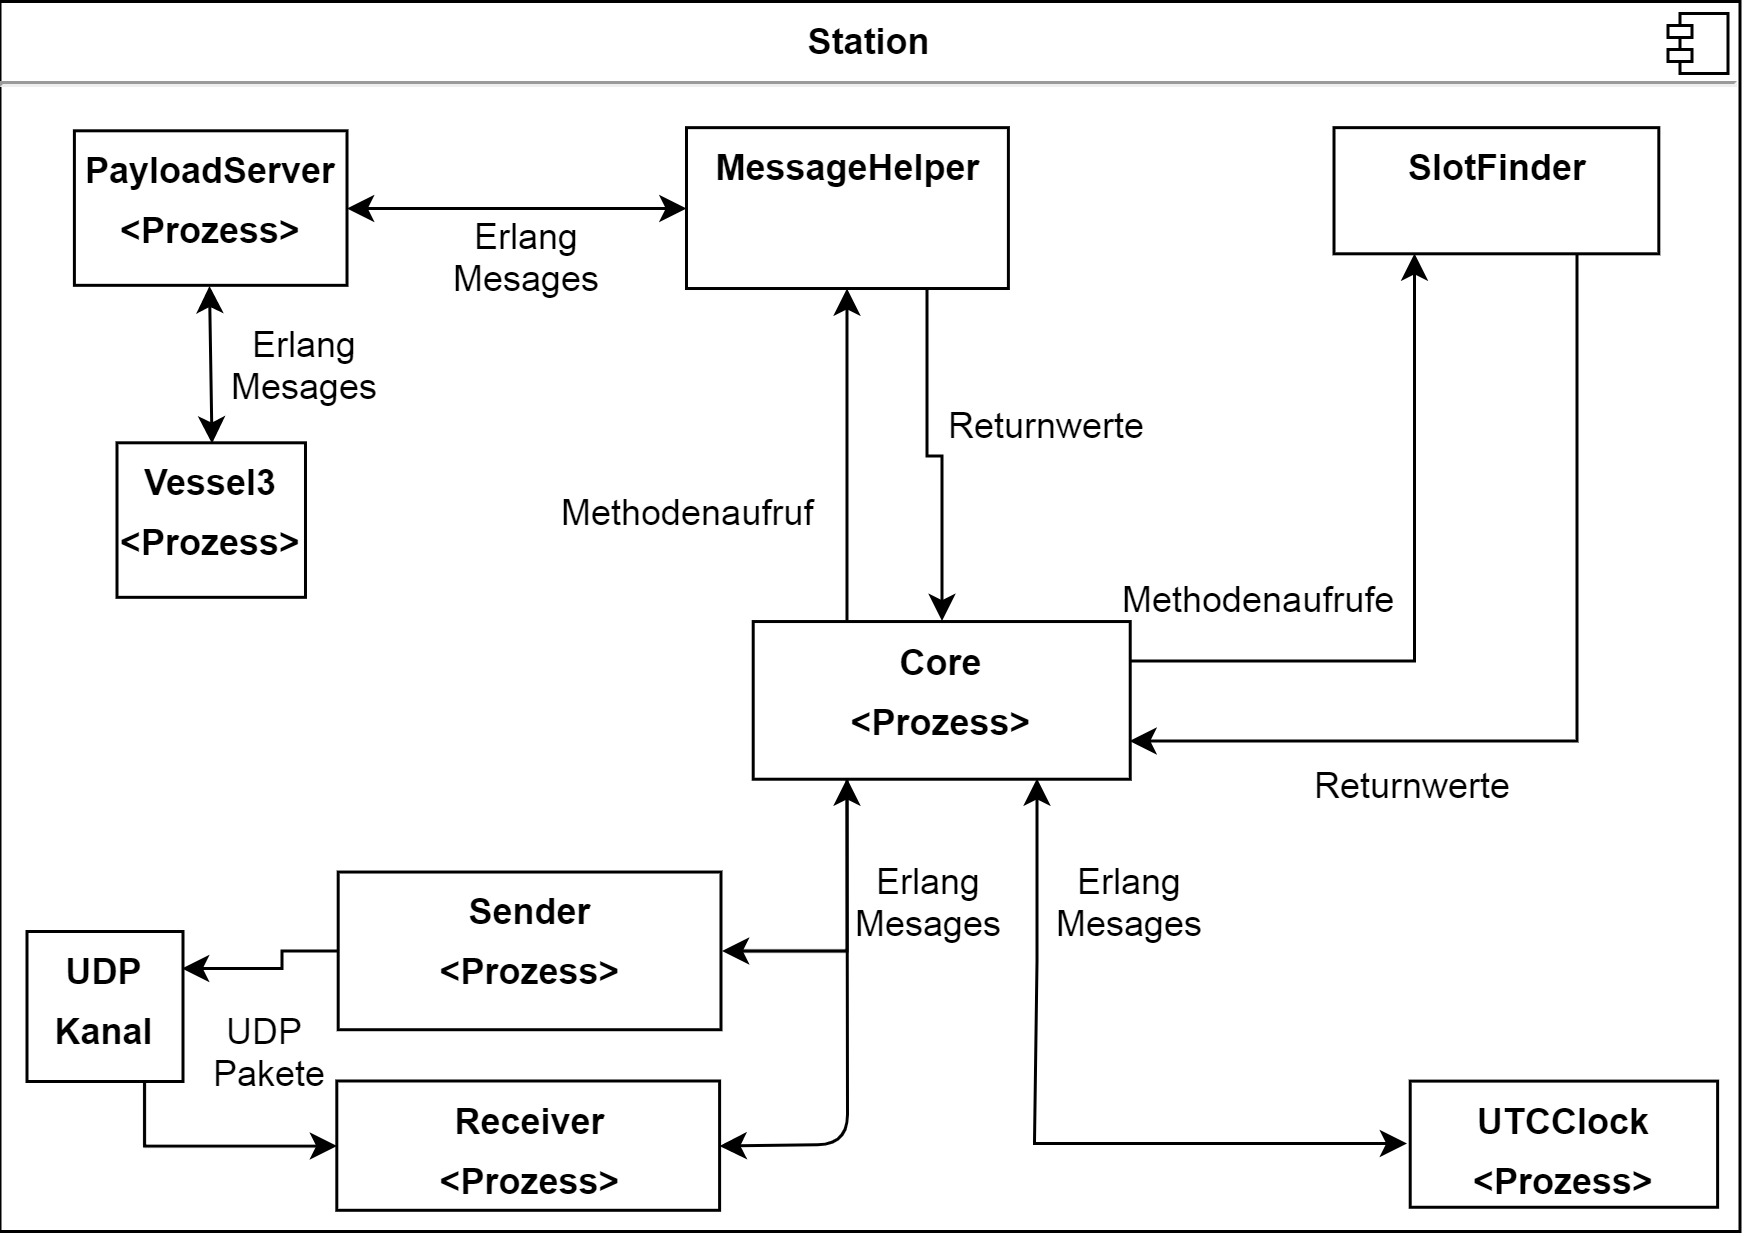 Station
PayloadServer
<Prozess>
MessageHelper
SlotFinder
Erlang
Mesages
Erlang
Mesages
Vessel3
<Prozess>
Returnwerte
Methodenaufruf
Methodenaufrufe
Core
<Prozess>
Returnwerte
Erlang
Mesages
Erlang
Mesages
Sender
<Prozess>
UDP
Kanal
UDP
Pakete
Receiver
<Prozess>
UTCClock
<Prozess>